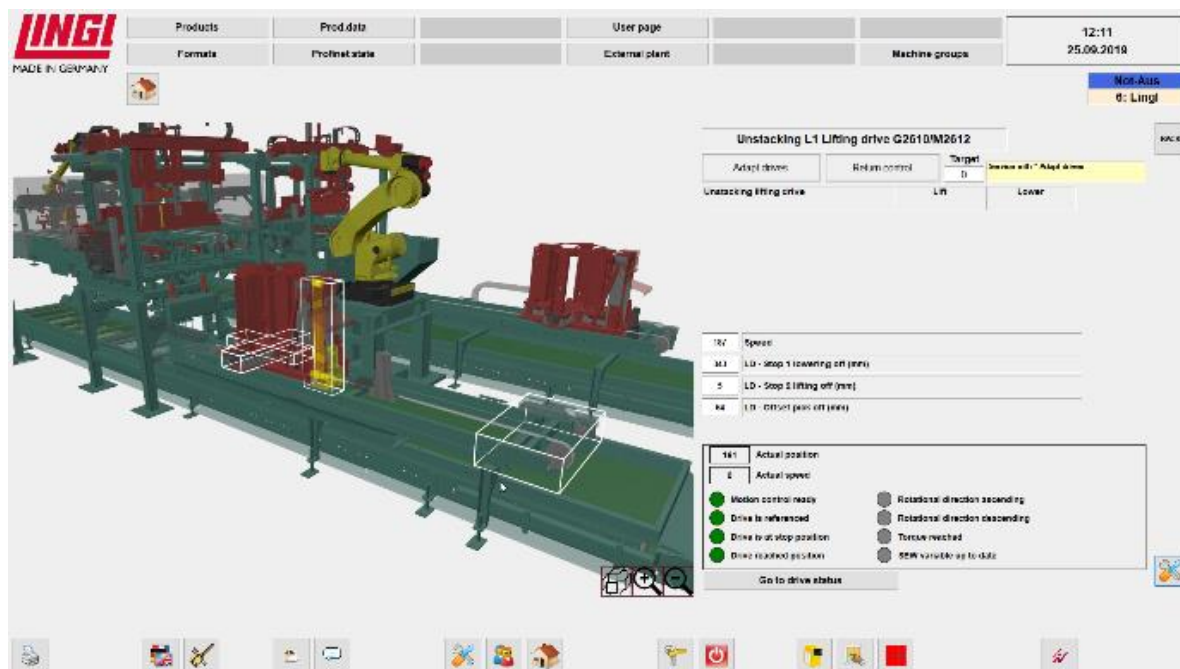 LINGL
MADE IN GERMANY
Products
Prod.data
User page
Formats
Profinet state
External plant
Machine groups
12:11
25.09.2019
Not-Aus
6: Lingl
Unstacking L1 Lifting drive G2610/M2612
BACK
Adapt drives
Return control
Target
0
Unstacking lifting drive
Lift
Lower
Speed
LD - Stop 1 lowering off (mm)
5 LD - Stop 2 lifting off (mm)
64 LD - Offset pick off (mm)
161 Actual position
0 Actual speed
Motion control ready
Rotational direction ascending
Drive is referenced
Rotational direction descending
Drive is at stop position
Torque reached
Drive reached position
SEW variable up to date
Go to drive status